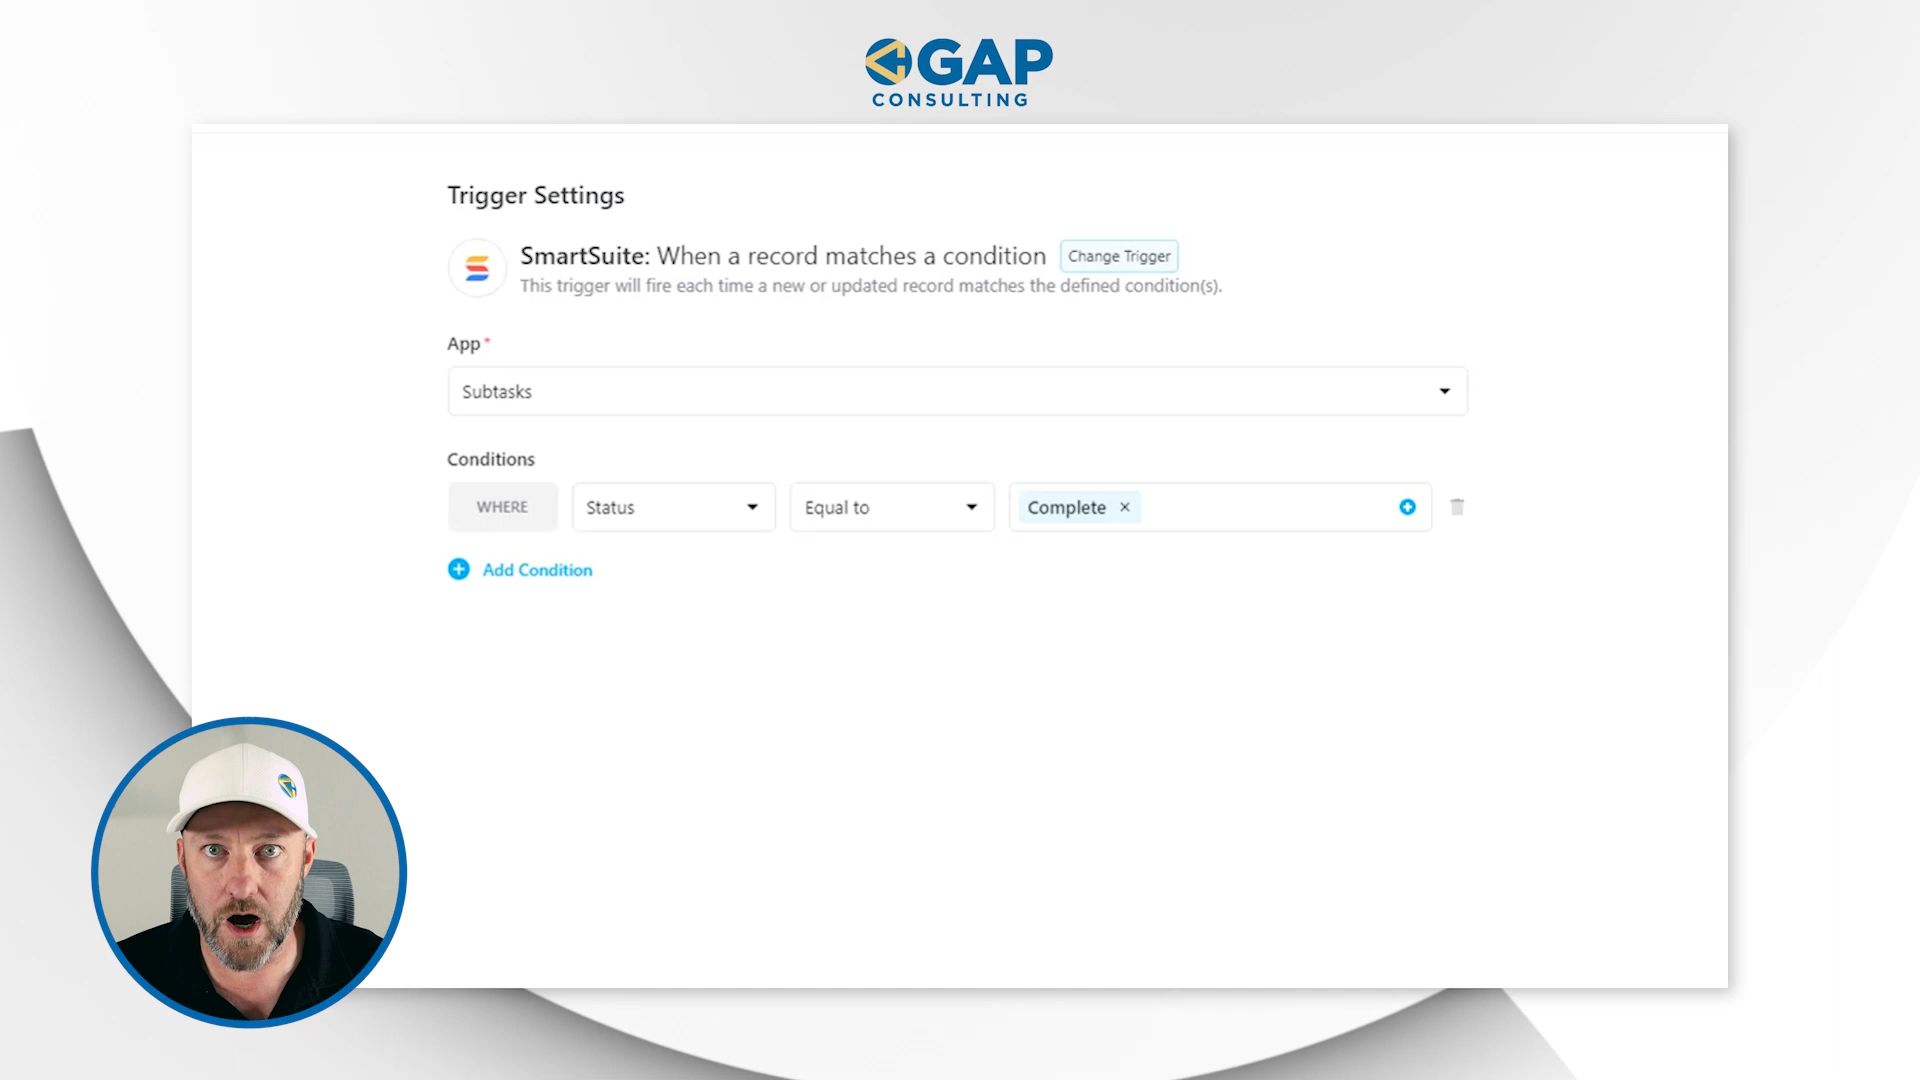 GAP
CONSULTING
Trigger Settings
SmartSuite: When a record matches a condition Change Trigger
This trigger will fire each time a new or updated record matches the defined condition(s).
App *
Subtasks
Conditions
WHERE Status Equal to Complete ×
Add Condition